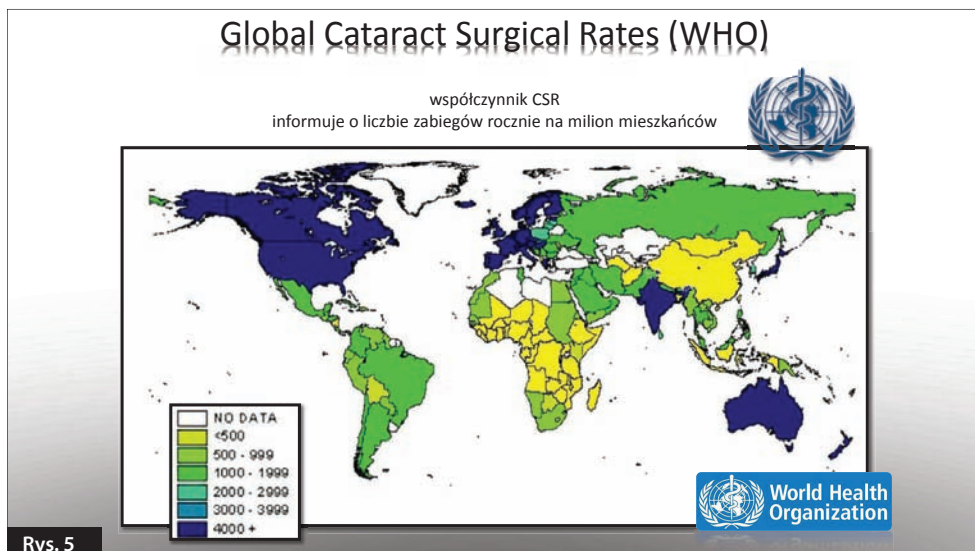 Global Cataract Surgical Rates (WHO)
współczynnik CSR
informuje o liczbie zabiegów rocznie na milion mieszkańców
NO DATA
<500
500 - 999
1000 - 1999
2000 - 2999
3000 - 3999
4000 +
World Health
Organization
Rys. 5